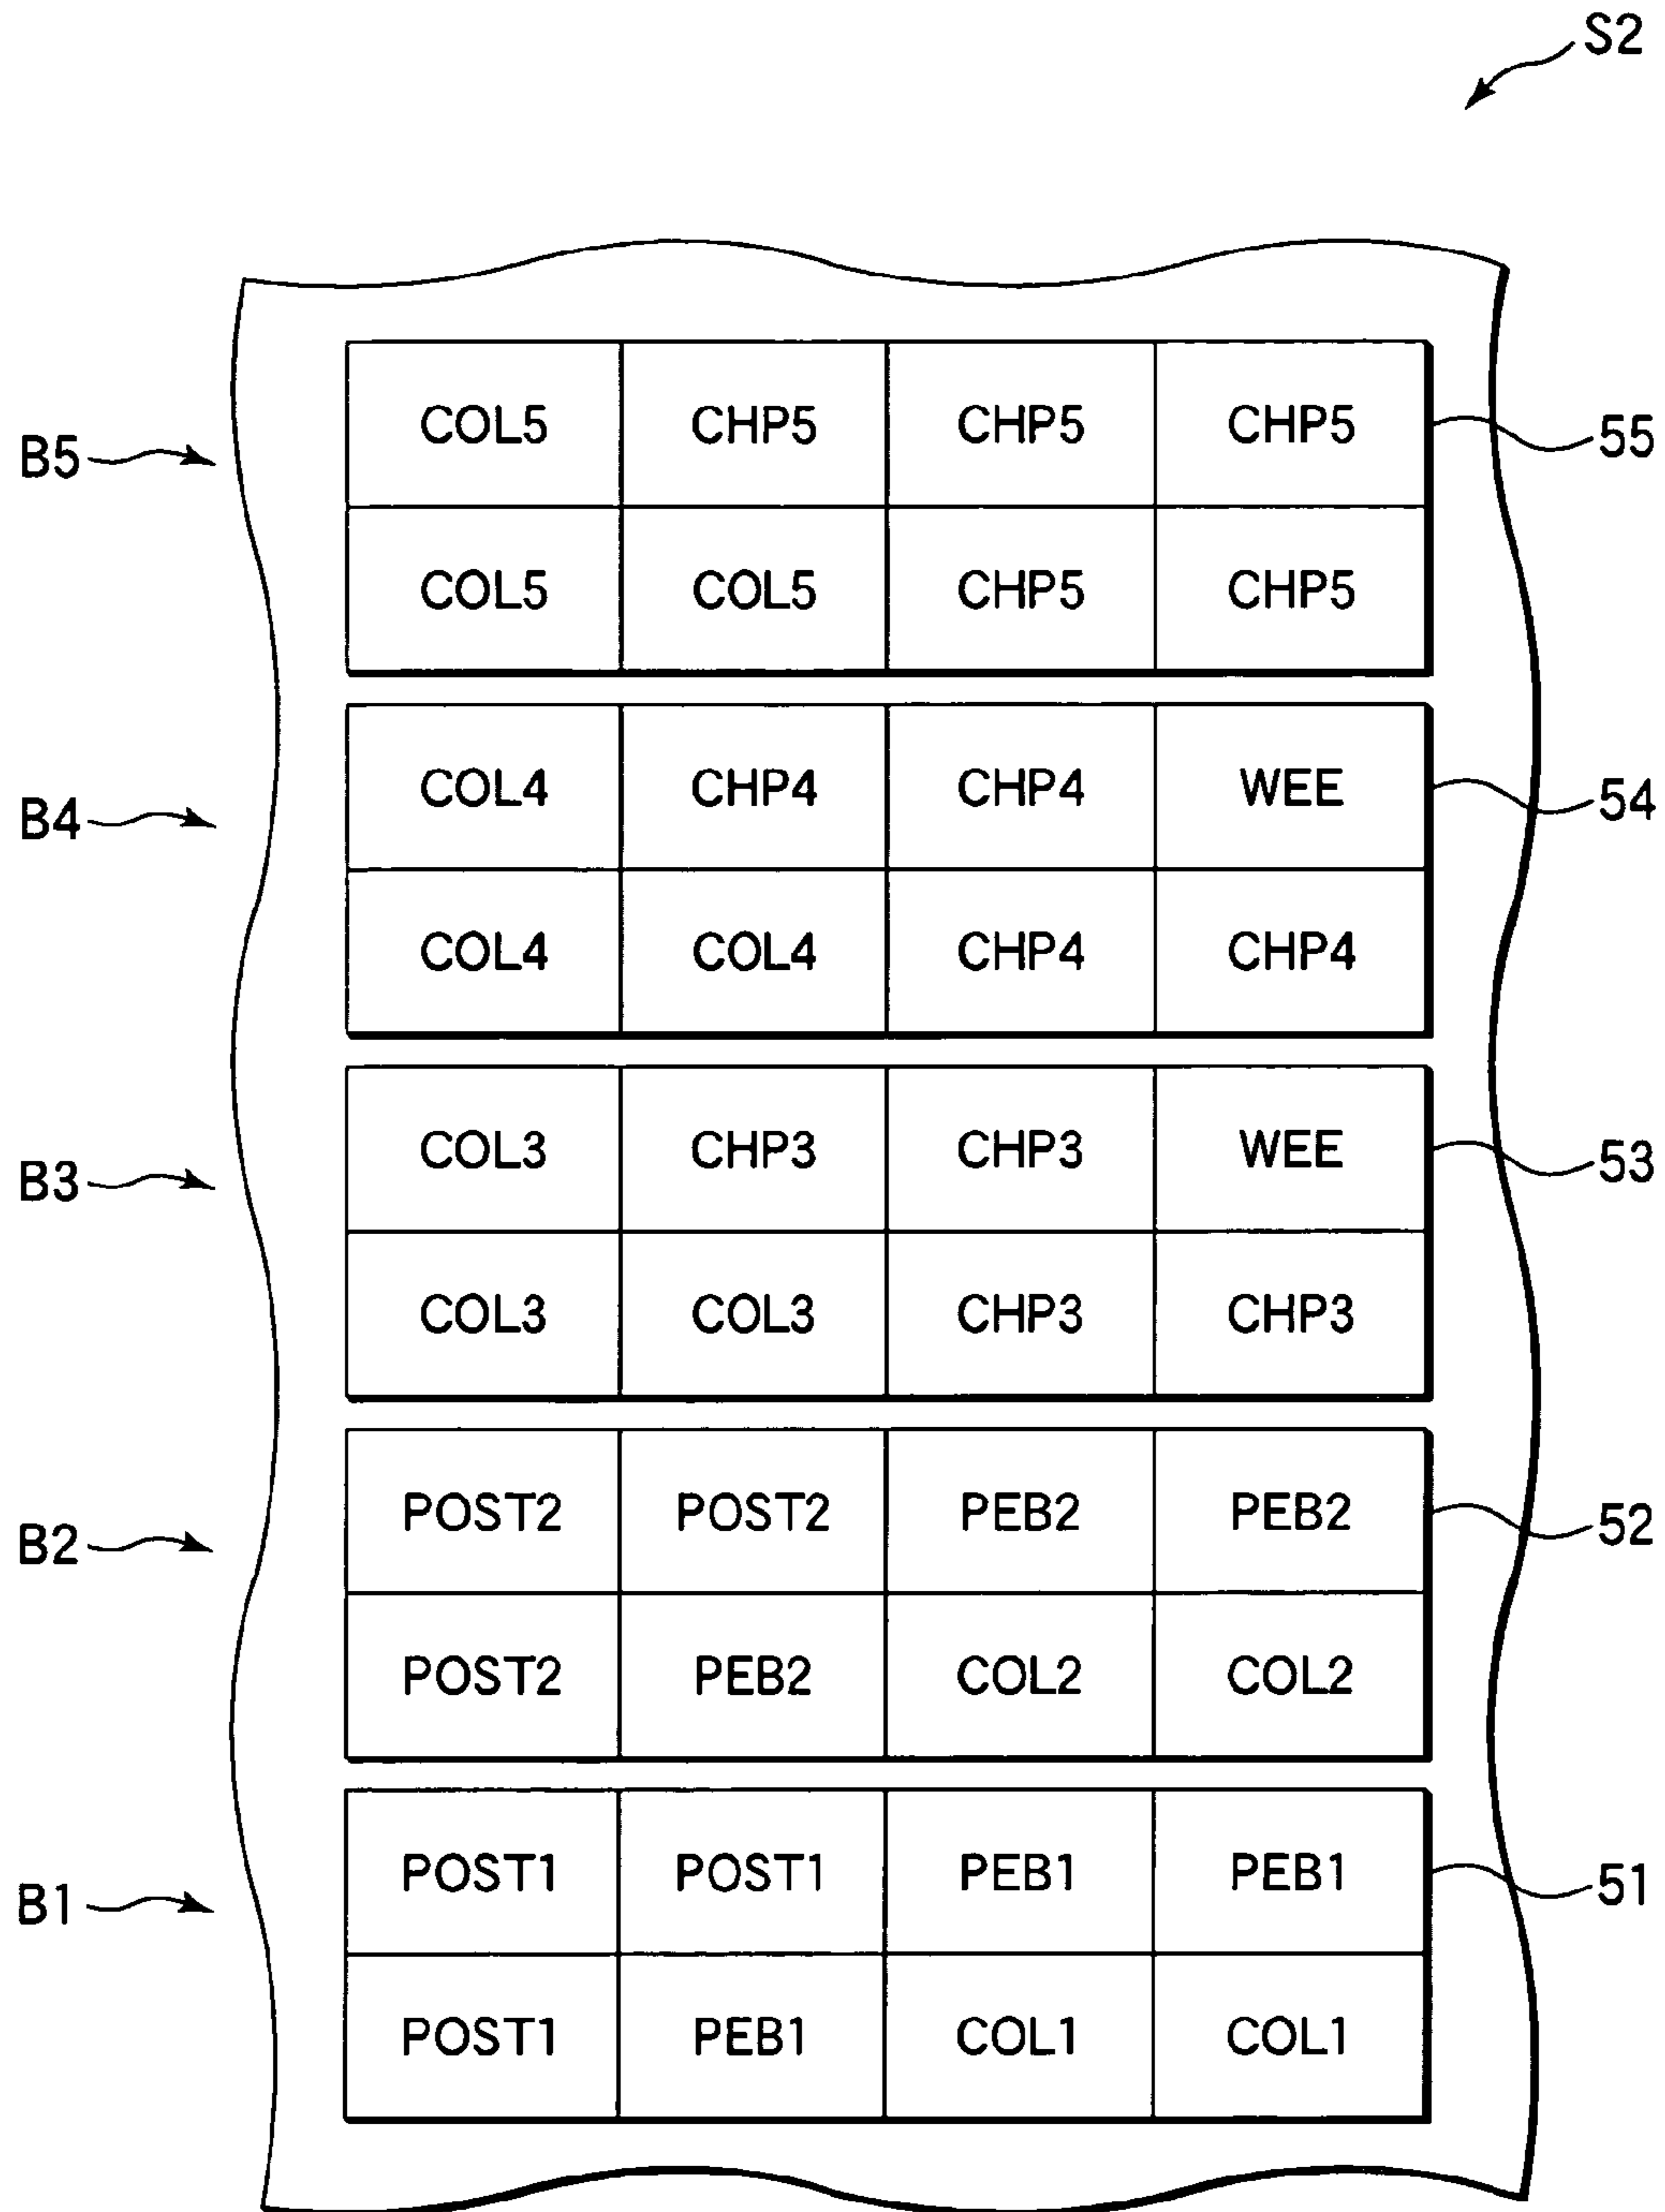 S2
COL5 CHP5 CHP5 CHP5
B5 55
COL5 COL5 CHP5 CHP5
COL4 CHP4 CHP4 WEE
B4 54
COL4 COL4 CHP4 CHP4
COL3 CHP3 CHP3 WEE
B3 53
COL3 COL3 CHP3 CHP3
POST2 POST2 PEB2 PEB2
B2 52
POST2 PEB2 COL2 COL2
POST1 POST1 PEB1 PEB1
B1 51
POST1 PEB1 COL1 COL1